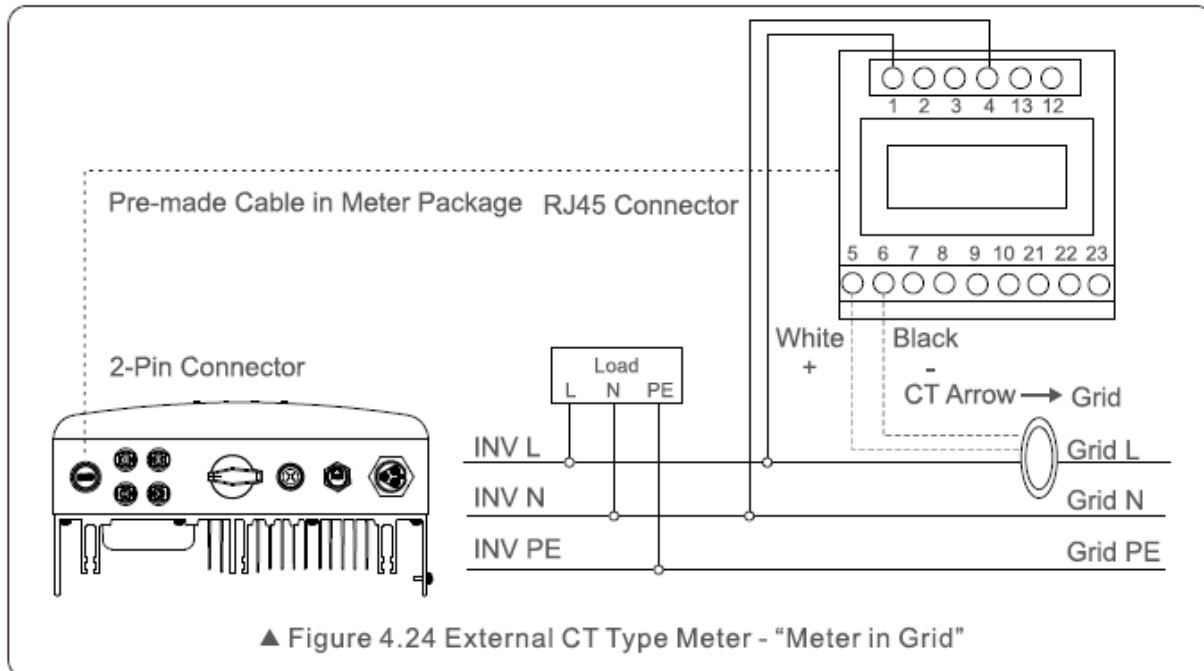 1 2 3 4 13 12
Pre-made Cable in Meter Package RJ45 Connector
5 6 7 8 9 10 21 22 23
White Black
+ -
2-Pin Connector
Load
L N PE
CT Arrow → Grid
INV L Grid L
INV N Grid N
INV PE Grid PE
▲ Figure 4.24 External CT Type Meter - “Meter in Grid”